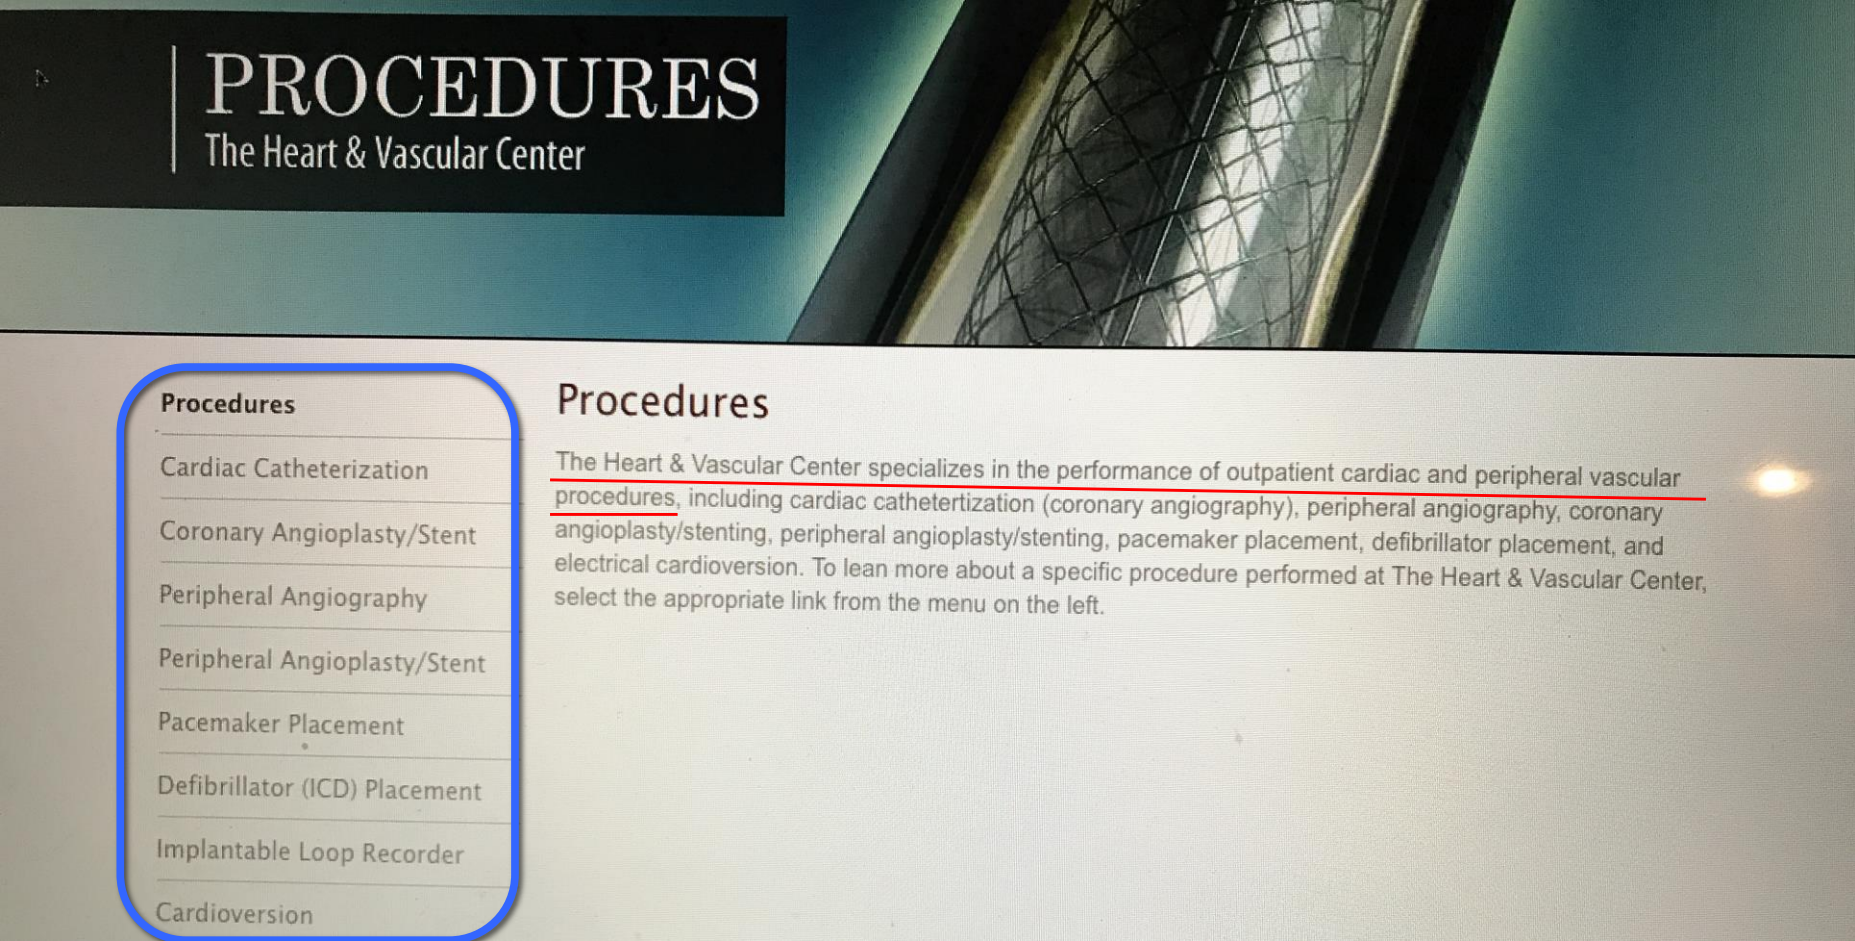 PROCEDURES
The Heart & Vascular Center
Procedures
Cardiac Catheterization
Coronary Angioplasty/Stent
Peripheral Angiography
Peripheral Angioplasty/Stent
Pacemaker Placement
Defibrillator (ICD) Placement
Implantable Loop Recorder
Cardioversion
Procedures
The Heart & Vascular Center specializes in the performance of outpatient cardiac and peripheral vascular
procedures, including cardiac cathetertization (coronary angiography), peripheral angiography, coronary
angioplasty/stenting, peripheral angioplasty/stenting, pacemaker placement, defibrillator placement, and
electrical cardioversion. To lean more about a specific procedure performed at The Heart & Vascular Center,
select the appropriate link from the menu on the left.